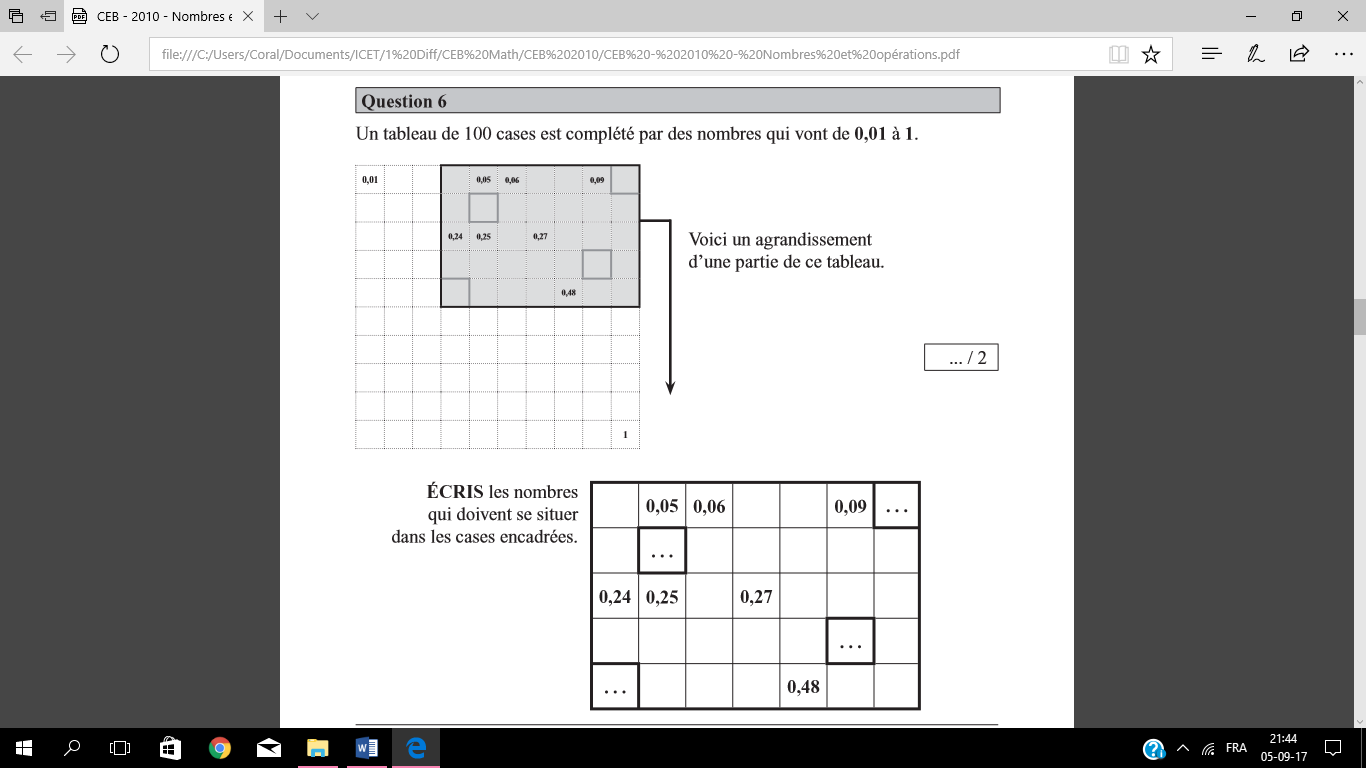 CEB - 2010 - Nombres e
file:///C:/Users/Coral/Documents/ICET/1%20Diff/CEB%20Math/CEB%202010/CEB%20-%202010%20-%20Nombres%20et%20opérations.pdf
Question 6
Un tableau de 100 cases est complété par des nombres qui vont de 0,01 à 1.
0,01 0,05 0,06 0,09
0,24 0,25 0,27
0,48
1
Voici un agrandissement
d'une partie de ce tableau.
... / 2
ÉCRIS les nombres
qui doivent se situer
dans les cases encadrées.
0,05 0,06 0,09 ...
...
0,24 0,25 0,27
...
... 0,48
FRA
21:44
05-09-17